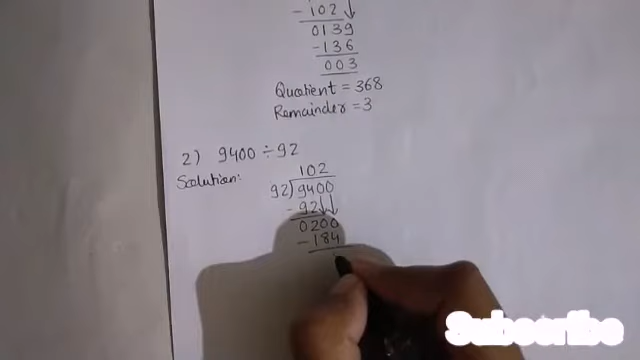 - 102 ↓
0139
-136
003
Quotient = 368
Remainder = 3
2) 9400 ÷ 92
Solution:
102
92)9400
- 92↓↓
0200
- 184
Subscribe